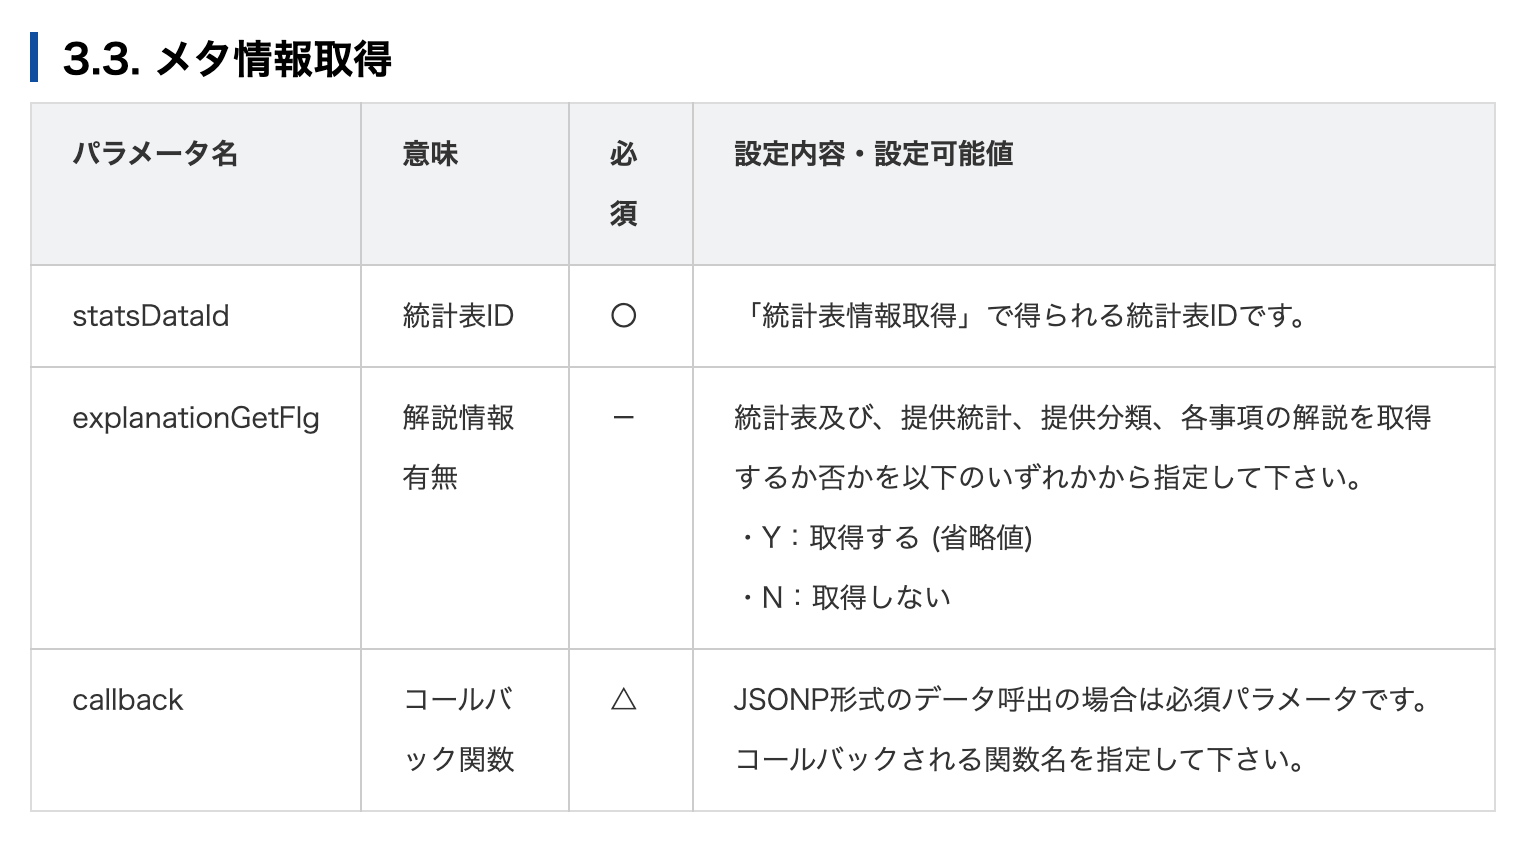 3.3. メタ情報取得
パラメータ名 意味 必須 設定内容・設定可能値
statsDataId 統計表ID 〇 「統計表情報取得」で得られる統計表IDです。
explanationGetFlg 解説情報 － 統計表及び、提供統計、提供分類、各事項の解説を取得
有無 するか否かを以下のいずれかから指定して下さい。
・Y：取得する (省略値)
・N：取得しない
callback コールバ △ JSONP形式のデータ呼出の場合は必須パラメータです。
ック関数 コールバックされる関数名を指定して下さい。